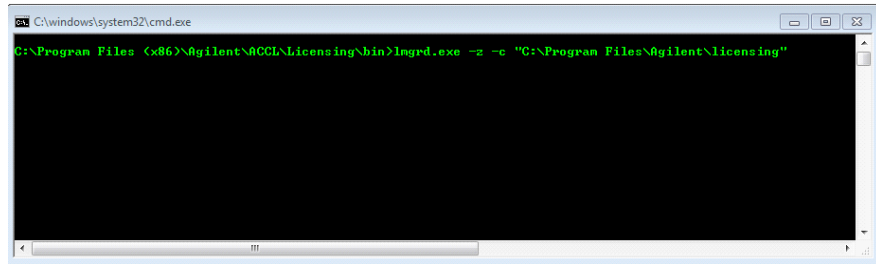 C:\windows\system32\cmd.exe
C:\Program Files (x86)\Agilent\ACCL\Licensing\bin>lmgrd.exe -z -c "C:\Program Files\Agilent\licensing"